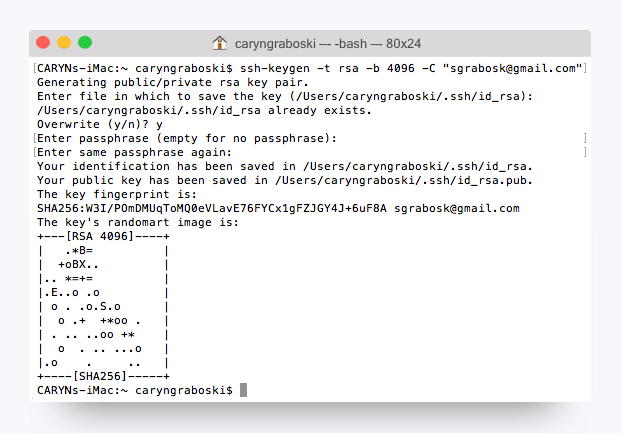 caryngraboski — -bash — 80x24
[CARYNs-iMac:~ caryngraboski$ ssh-keygen -t rsa -b 4096 -C "sgrabosk@gmail.com"]
Generating public/private rsa key pair.
Enter file in which to save the key (/Users/caryngraboski/.ssh/id_rsa):
/Users/caryngraboski/.ssh/id_rsa already exists.
Overwrite (y/n)? y
[Enter passphrase (empty for no passphrase): ]
[Enter same passphrase again: ]
Your identification has been saved in /Users/caryngraboski/.ssh/id_rsa.
Your public key has been saved in /Users/caryngraboski/.ssh/id_rsa.pub.
The key fingerprint is:
SHA256:W3I/POmDMUqToMQ0eVLavE76FYCx1gFZJGY4J+6uF8A sgrabosk@gmail.com
The key's randomart image is:
+---[RSA 4096]----+
|   .*B=          |
|  +oBX..         |
|.. *=+=          |
|.E..o .o         |
| o . .o.S.o      |
|  o .+  +*oo .   |
| . .. ..oo +*    |
|  o  . .. ...o   |
|.o    .     ..   |
+----[SHA256]-----+
CARYNs-iMac:~ caryngraboski$